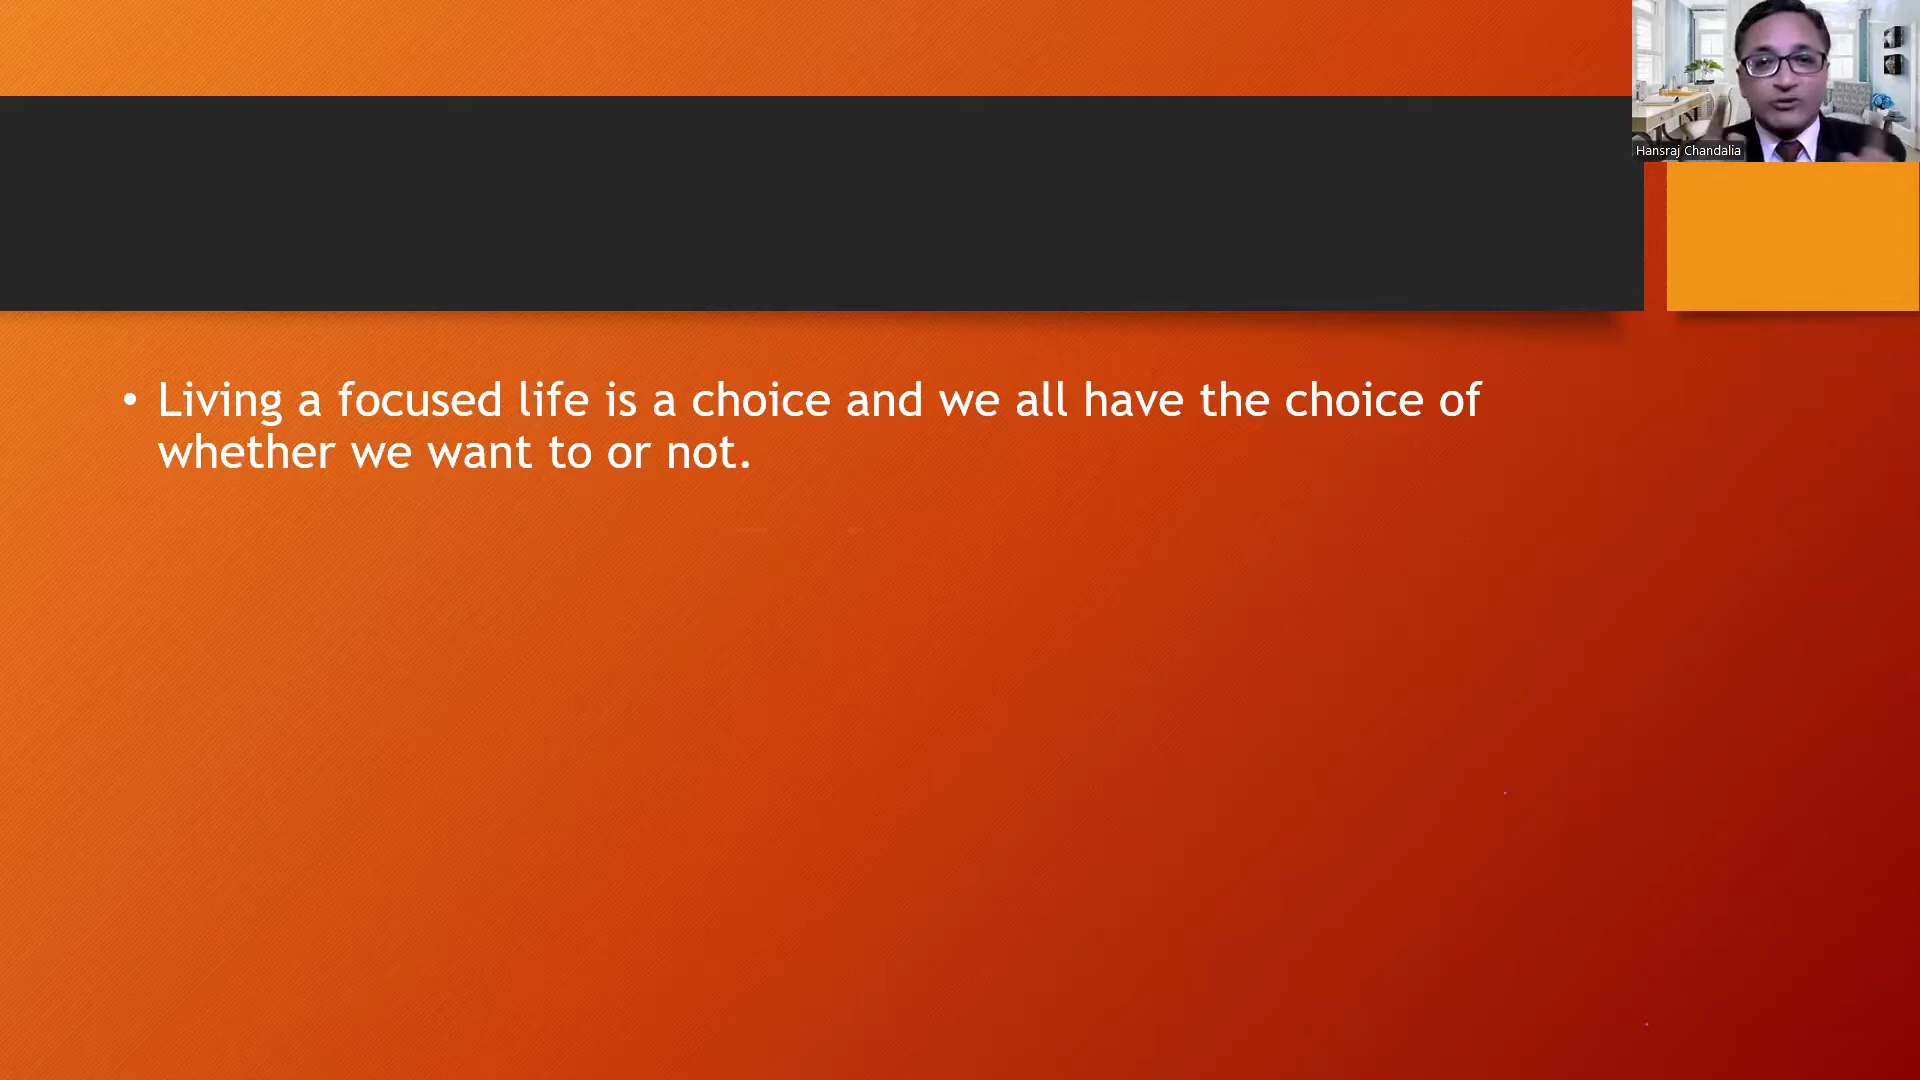 Hansraj Chandalia
• Living a focused life is a choice and we all have the choice of
whether we want to or not.